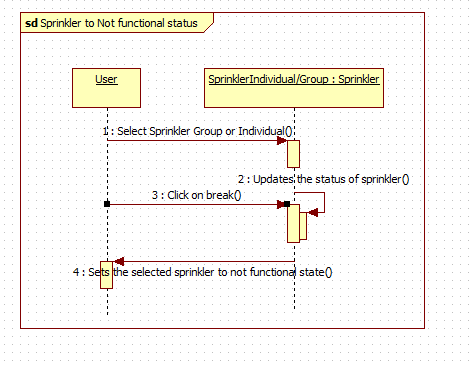 sd Sprinkler to Not functional status
User
SprinklerIndividual/Group : Sprinkler
1 : Select Sprinkler Group or Individual()
2 : Updates the status of sprinkler()
3 : Click on break()
4 : Sets the selected sprinkler to not functional state()